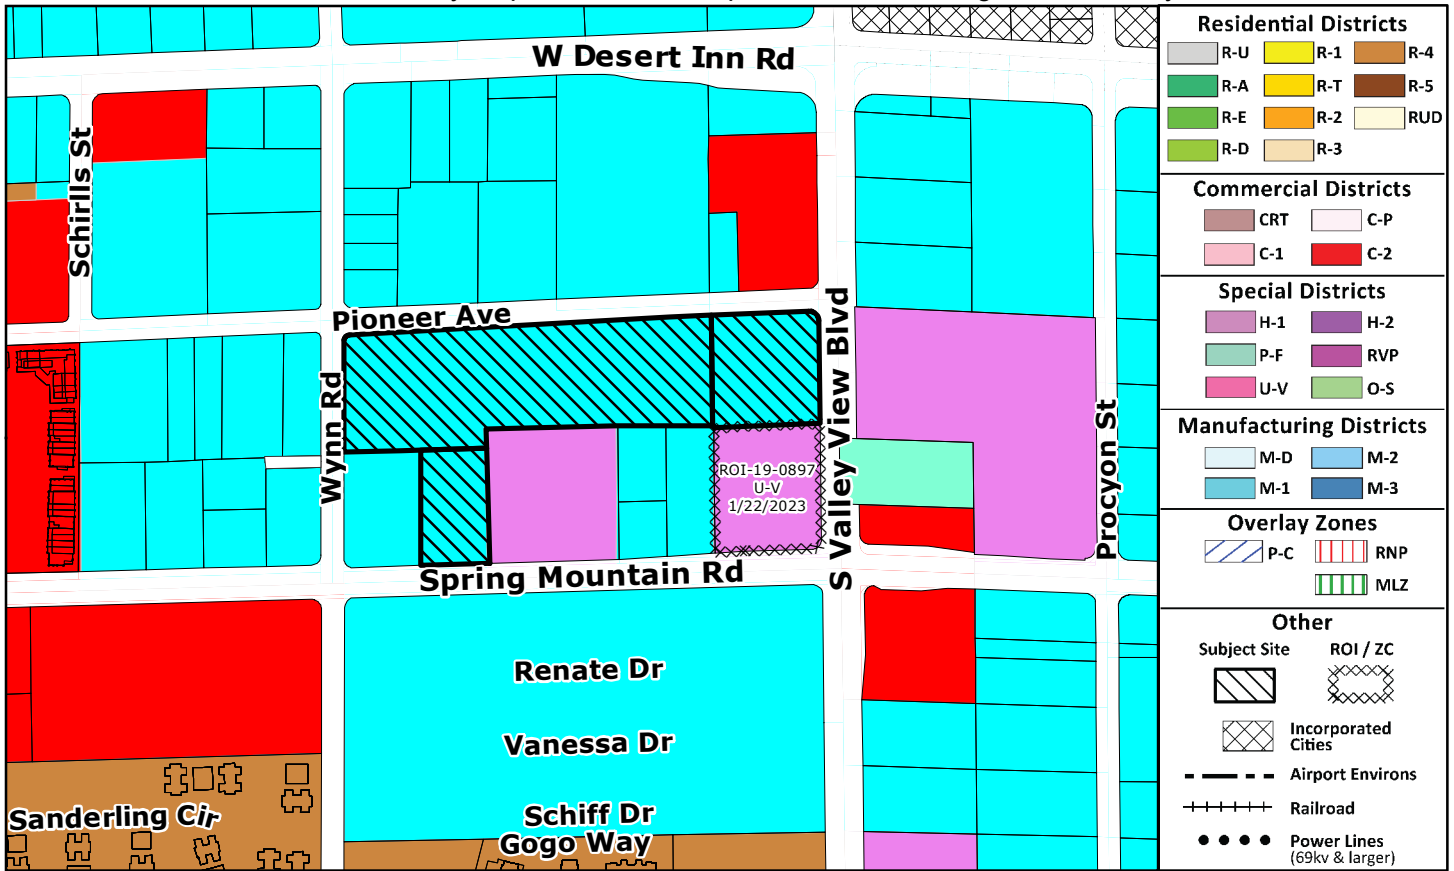 W Desert Inn Rd
Schirlls St
Pioneer Ave
Wynn Rd
S Valley View Blvd
Procyon St
ROI-19-0897
U-V
1/22/2023
Spring Mountain Rd
Renate Dr
Vanessa Dr
Schiff Dr
Gogo Way
Sanderling Cir
Residential Districts
R-U R-1 R-4
R-A R-T R-5
R-E R-2 RUD
R-D R-3
Commercial Districts
CRT C-P
C-1 C-2
Special Districts
H-1 H-2
P-F RVP
U-V O-S
Manufacturing Districts
M-D M-2
M-1 M-3
Overlay Zones
P-C RNP
MLZ
Other
Subject Site ROI / ZC
Incorporated
Cities
Airport Environs
Railroad
Power Lines
(69kv & larger)